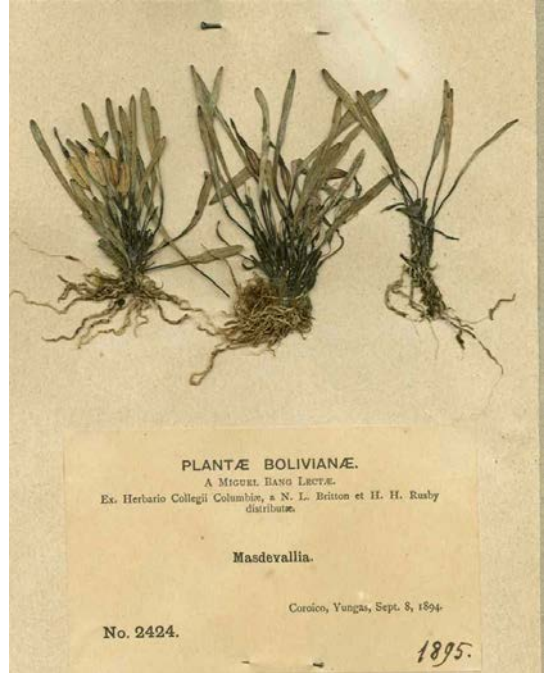 PLANTÆ BOLIVIANÆ.
A MIGUEL BANG LECTÆ.
Ex. Herbario Collegii Columbiæ, a N. L. Britton et H. H. Rusby
distributæ.
Masdevallia.
Coroico, Yungas, Sept. 8, 1894.
No. 2424.
1895.